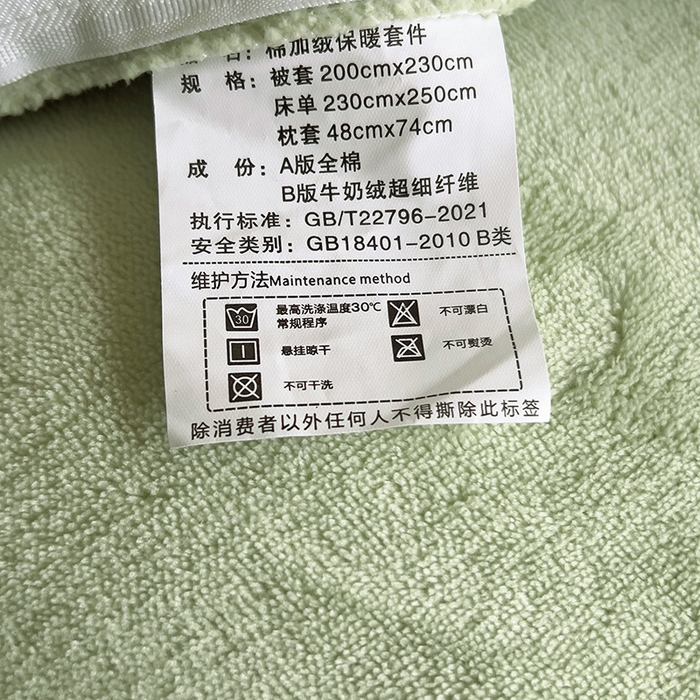 棉加绒保暖套件
规 格: 被套 200cmx230cm
床单 230cmx250cm
枕套 48cmx74cm
成 份: A版全棉
B版牛奶绒超细纤维
执行标准: GB/T22796-2021
安全类别: GB18401-2010 B类
维护方法Maintenance method
30 最高洗涤温度30℃ 不可漂白
常规程序
悬挂晾干 不可熨烫
不可干洗
除消费者以外任何人不得撕除此标签